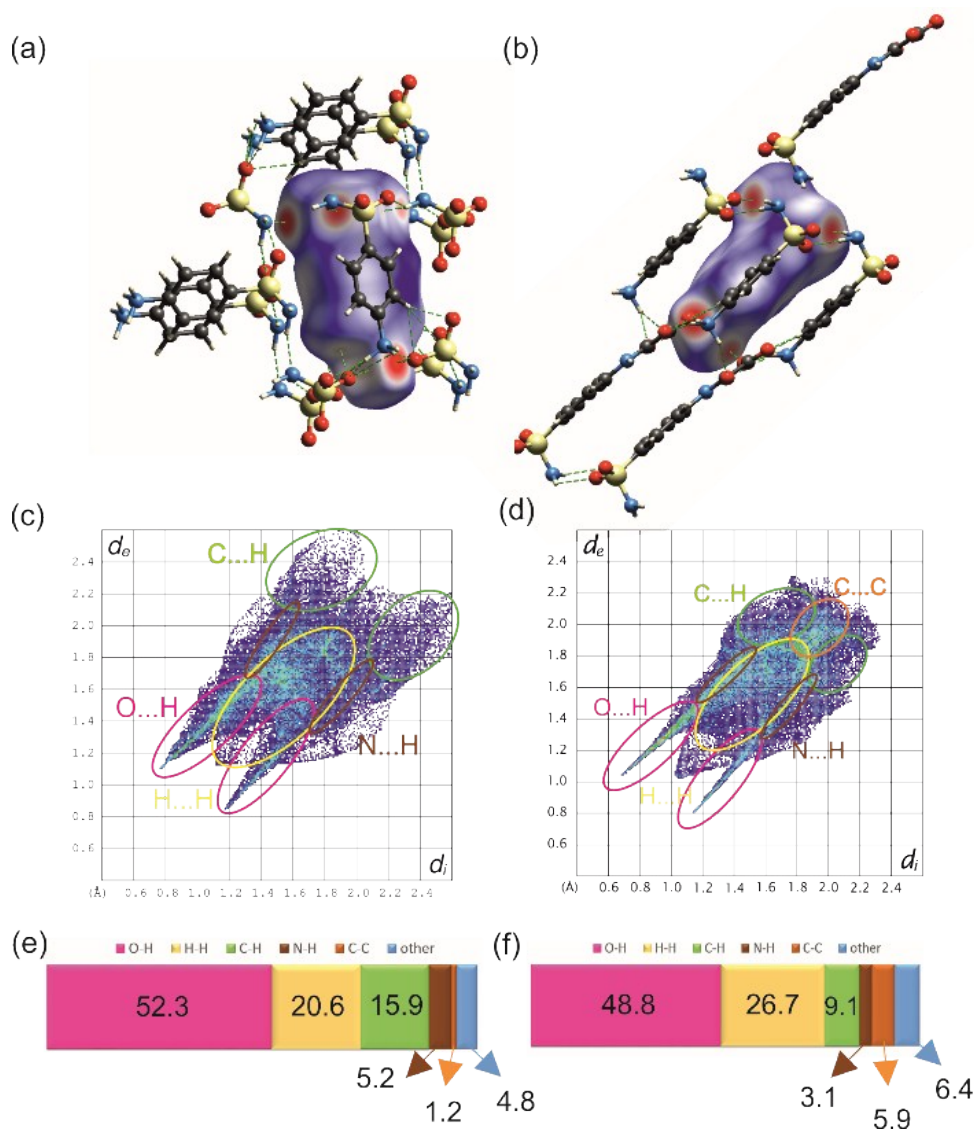 (a)
(b)
(c)
(d)
de
C...H
O...H
N...H
H...H
di
2.4
2.2
2.0
1.8
1.6
1.4
1.2
1.0
0.8
0.6
(Å) 0.6 0.8 1.0 1.2 1.4 1.6 1.8 2.0 2.2 2.4
de
C...H
C...C
O...H
N...H
H...H
di
2.4
2.2
2.0
1.8
1.6
1.4
1.2
1.0
0.8
0.6
(Å) 0.6 0.8 1.0 1.2 1.4 1.6 1.8 2.0 2.2 2.4
(e)
O-H H-H C-H N-H C-C other
52.3 20.6 15.9
5.2
1.2
4.8
(f)
O-H H-H C-H N-H C-C other
48.8 26.7 9.1
3.1
5.9
6.4